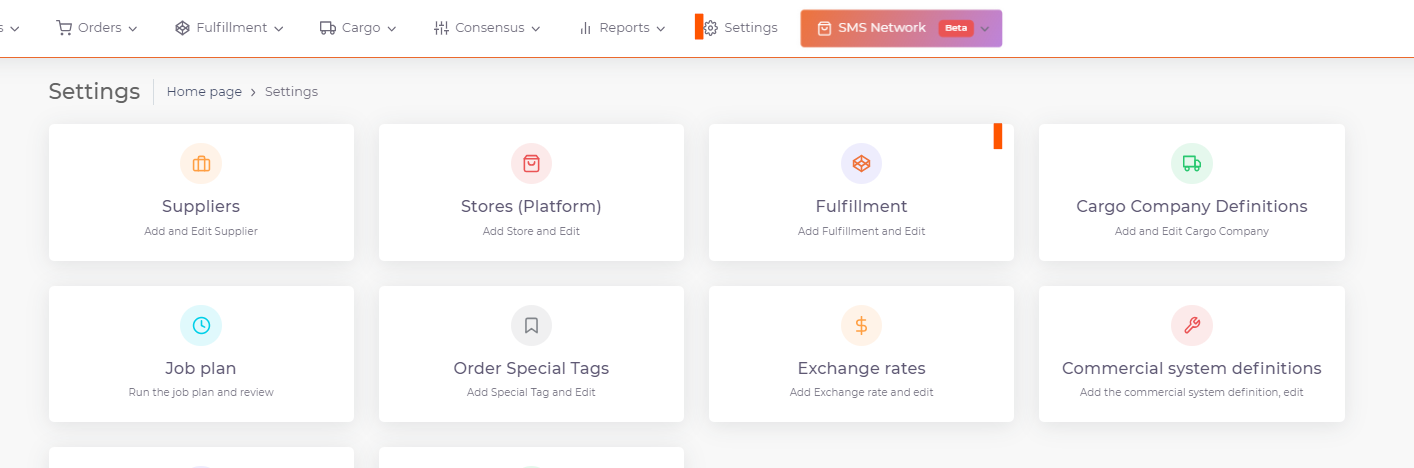 s Orders Fulfillment Cargo Consensus Reports Settings SMS Network Beta
Settings Home page > Settings
Suppliers
Add and Edit Supplier
Stores (Platform)
Add Store and Edit
Fulfillment
Add Fulfillment and Edit
Cargo Company Definitions
Add and Edit Cargo Company
Job plan
Run the job plan and review
Order Special Tags
Add Special Tag and Edit
Exchange rates
Add Exchange rate and edit
Commercial system definitions
Add the commercial system definition, edit